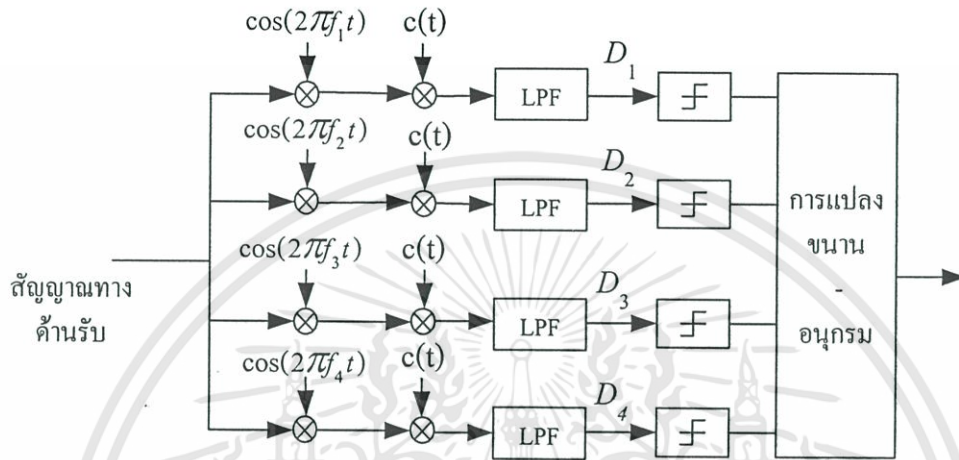 cos(2πf₁t) c(t)
LPF
D₁
cos(2πf₂t) c(t)
LPF
D₂
cos(2πf₃t) c(t)
LPF
D₃
cos(2πf₄t) c(t)
LPF
D₄
สัญญาณทาง
ด้านรับ
การแปลง
ขนาน
-
อนุกรม